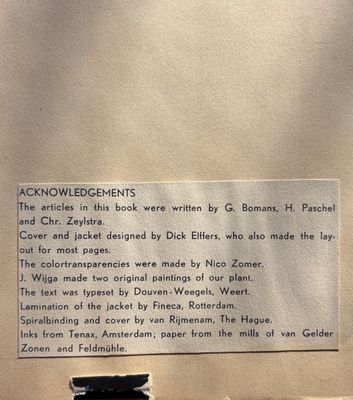 ACKNOWLEDGEMENTS
The articles in this book were written by G. Bomans, H. Paschel
and Chr. Zeylstra.
Cover and jacket designed by Dick Elffers, who also made the lay-
out for most pages.
The colortransparencies were made by Nico Zomer.
J. Wijga made two original paintings of our plant.
The text was typeset by Douven-Weegels, Weert.
Lamination of the jacket by Fineca, Rotterdam.
Spiralbinding and cover by van Rijmenam, The Hague.
Inks from Tenax, Amsterdam; paper from the mills of van Gelder
Zonen and Feldmühle.